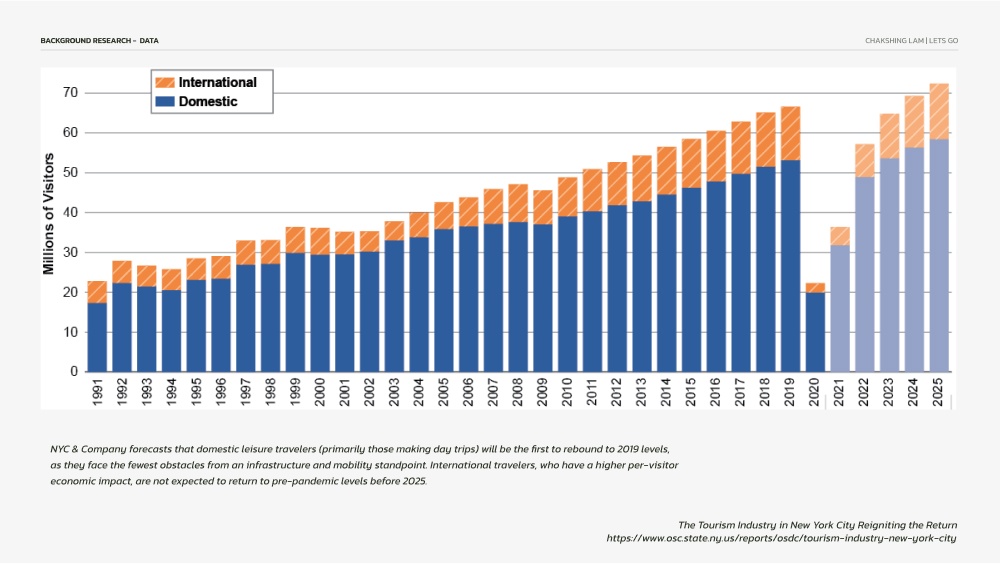 BACKGROUND RESEARCH - DATA
CHAKSHING LAM | LETS GO
International
Domestic
Millions of Visitors
70
60
50
40
30
20
10
0
1991 1992 1993 1994 1995 1996 1997 1998 1999 2000 2001 2002 2003 2004 2005 2006 2007 2008 2009 2010 2011 2012 2013 2014 2015 2016 2017 2018 2019 2020 2021 2022 2023 2024 2025
NYC & Company forecasts that domestic leisure travelers (primarily those making day trips) will be the first to rebound to 2019 levels,
as they face the fewest obstacles from an infrastructure and mobility standpoint. International travelers, who have a higher per-visitor
economic impact, are not expected to return to pre-pandemic levels before 2025.
The Tourism Industry in New York City Reigniting the Return
https://www.osc.state.ny.us/reports/osdc/tourism-industry-new-york-city